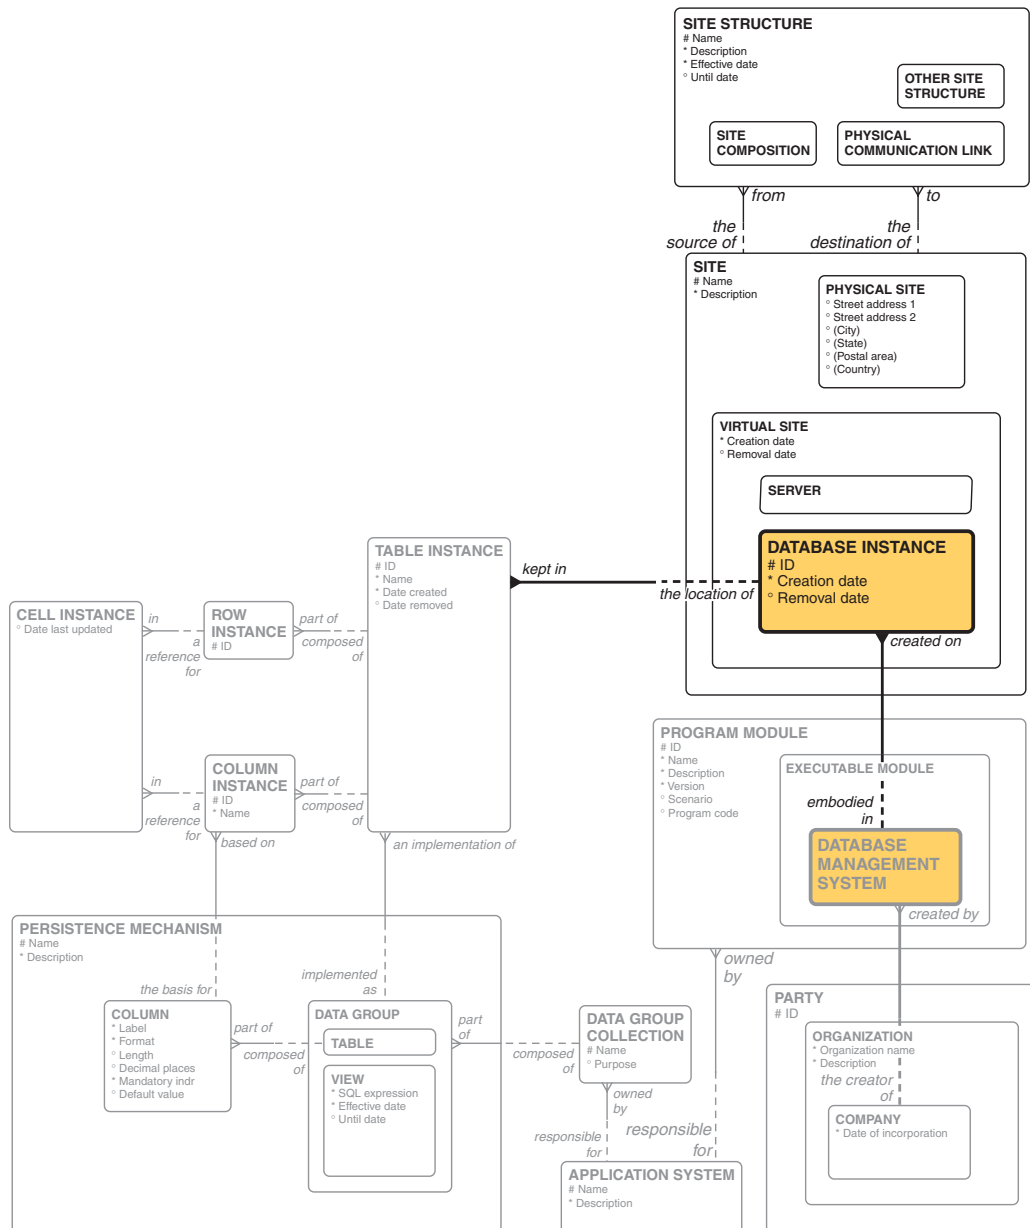 SITE STRUCTURE
# Name
* Description
* Effective date
° Until date
OTHER SITE
STRUCTURE
SITE
COMPOSITION
PHYSICAL
COMMUNICATION LINK
from
to
the
source of
the
destination of
SITE
# Name
* Description
PHYSICAL SITE
° Street address 1
° Street address 2
° (City)
° (State)
° (Postal area)
° (Country)
VIRTUAL SITE
* Creation date
° Removal date
SERVER
DATABASE INSTANCE
# ID
* Creation date
° Removal date
kept in
the location of
created on
TABLE INSTANCE
# ID
* Name
* Date created
° Date removed
CELL INSTANCE
° Date last updated
in
a
reference
for
ROW
INSTANCE
# ID
part of
composed
of
in
a
reference
for
COLUMN
INSTANCE
# ID
* Name
part of
composed
of
based on
an implementation of
PROGRAM MODULE
# ID
* Name
* Description
* Version
° Scenario
° Program code
EXECUTABLE MODULE
embodied
in
DATABASE
MANAGEMENT
SYSTEM
created by
owned
by
PERSISTENCE MECHANISM
# Name
* Description
the basis for
implemented
as
COLUMN
* Label
* Format
° Length
° Decimal places
* Mandatory indr
° Default value
part of
composed
of
DATA GROUP
TABLE
VIEW
* SQL expression
* Effective date
° Until date
part
of
composed
of
DATA GROUP
COLLECTION
# Name
° Purpose
owned
by
responsible
for
responsible
for
APPLICATION SYSTEM
# Name
* Description
PARTY
# ID
ORGANIZATION
* Organization name
* Description
the creator
of
COMPANY
* Date of incorporation